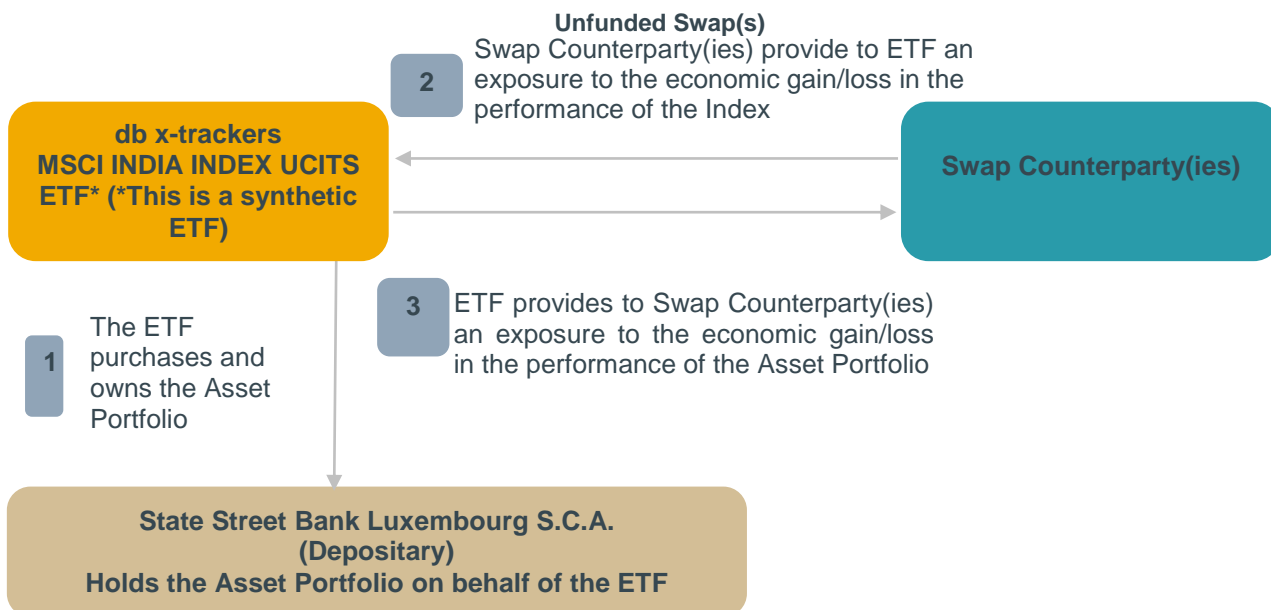 Unfunded Swap(s)
2
Swap Counterparty(ies) provide to ETF an
exposure to the economic gain/loss in the
performance of the Index
db x-trackers
MSCI INDIA INDEX UCITS
ETF* (*This is a synthetic
ETF)
Swap Counterparty(ies)
3
ETF provides to Swap Counterparty(ies)
an exposure to the economic gain/loss
in the performance of the Asset Portfolio
1
The ETF
purchases and
owns the Asset
Portfolio
State Street Bank Luxembourg S.C.A.
(Depositary)
Holds the Asset Portfolio on behalf of the ETF